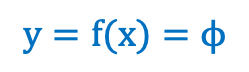 y = f(x) = ϕ